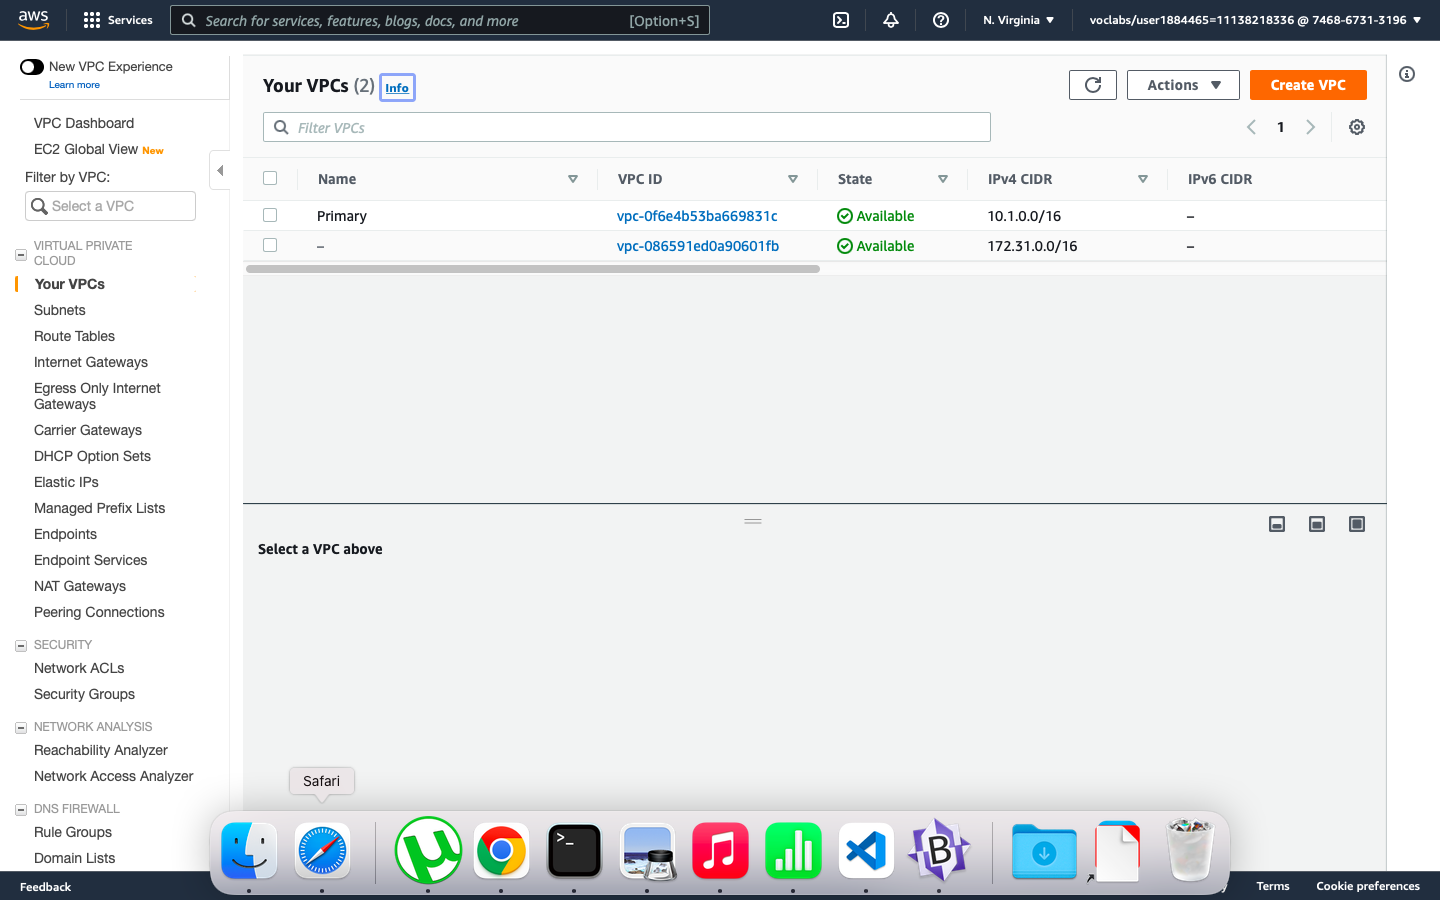 aws
Services
Search for services, features, blogs, docs, and more
[Option+S]
N. Virginia
voclabs/user1884465=11138218336 @ 7468-6731-3196
New VPC Experience
Learn more
VPC Dashboard
EC2 Global View New
Filter by VPC:
Select a VPC
VIRTUAL PRIVATE
CLOUD
Your VPCs
Subnets
Route Tables
Internet Gateways
Egress Only Internet
Gateways
Carrier Gateways
DHCP Option Sets
Elastic IPs
Managed Prefix Lists
Endpoints
Endpoint Services
NAT Gateways
Peering Connections
SECURITY
Network ACLs
Security Groups
NETWORK ANALYSIS
Reachability Analyzer
Network Access Analyzer
DNS FIREWALL
Rule Groups
Domain Lists
Your VPCs (2) Info
Actions
Create VPC
Filter VPCs
1
Name VPC ID State IPv4 CIDR IPv6 CIDR
Primary vpc-0f6e4b53ba669831c Available 10.1.0.0/16 –
– vpc-086591ed0a90601fb Available 172.31.0.0/16 –
Select a VPC above
Safari
>_
B
Feedback
Terms
Cookie preferences